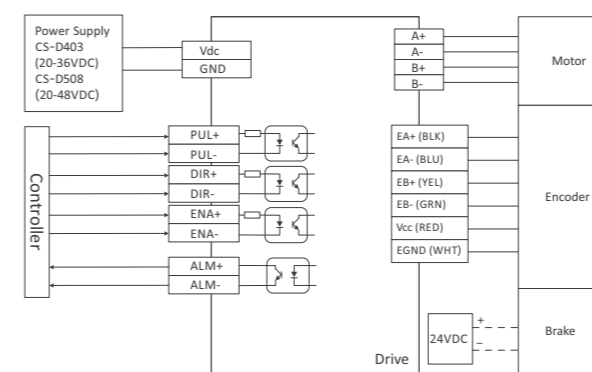 Power Supply
CS-D403
(20-36VDC)
CS-D508
(20-48VDC)
Vdc
GND
Controller
PUL+
PUL-
DIR+
DIR-
ENA+
ENA-
ALM+
ALM-
A+
A-
B+
B-
Motor
EA+ (BLK)
EA- (BLU)
EB+ (YEL)
EB- (GRN)
Vcc (RED)
EGND (WHT)
Encoder
24VDC
+
−
Brake
Drive